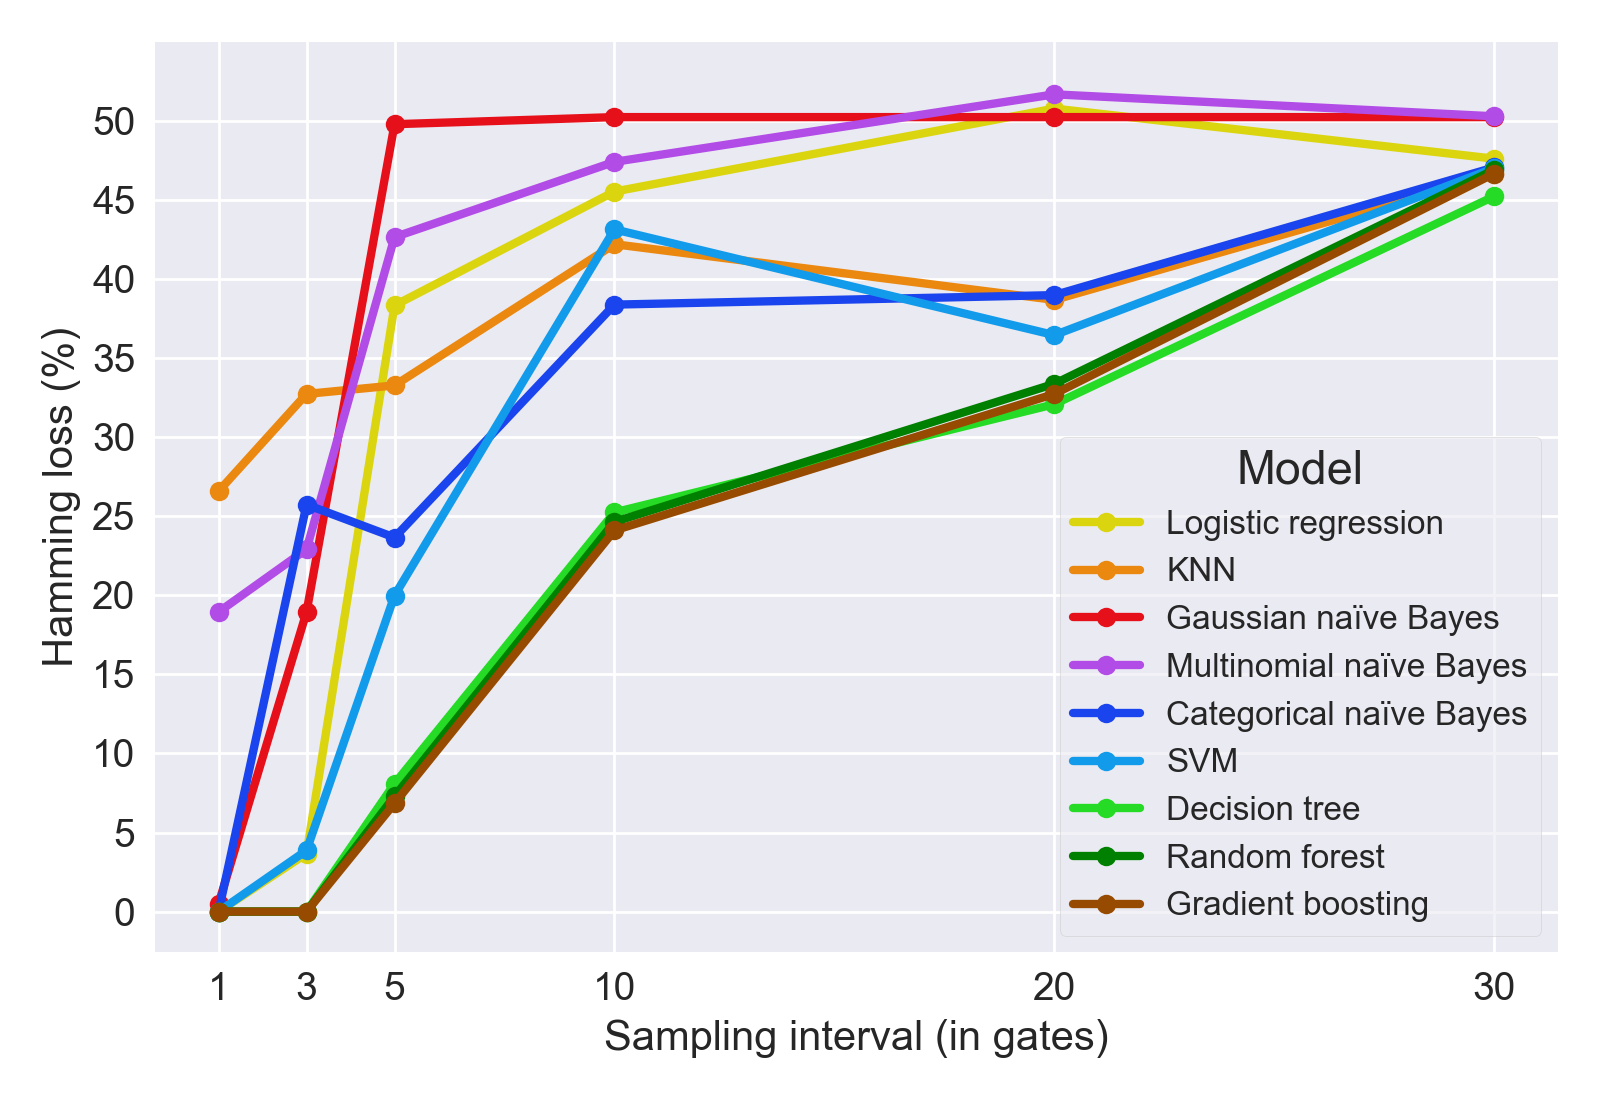 50
45
40
35
30
25
20
15
10
5
0
Hamming loss (%)
1 3 5 10 20 30
Sampling interval (in gates)
Model
Logistic regression
KNN
Gaussian naïve Bayes
Multinomial naïve Bayes
Categorical naïve Bayes
SVM
Decision tree
Random forest
Gradient boosting